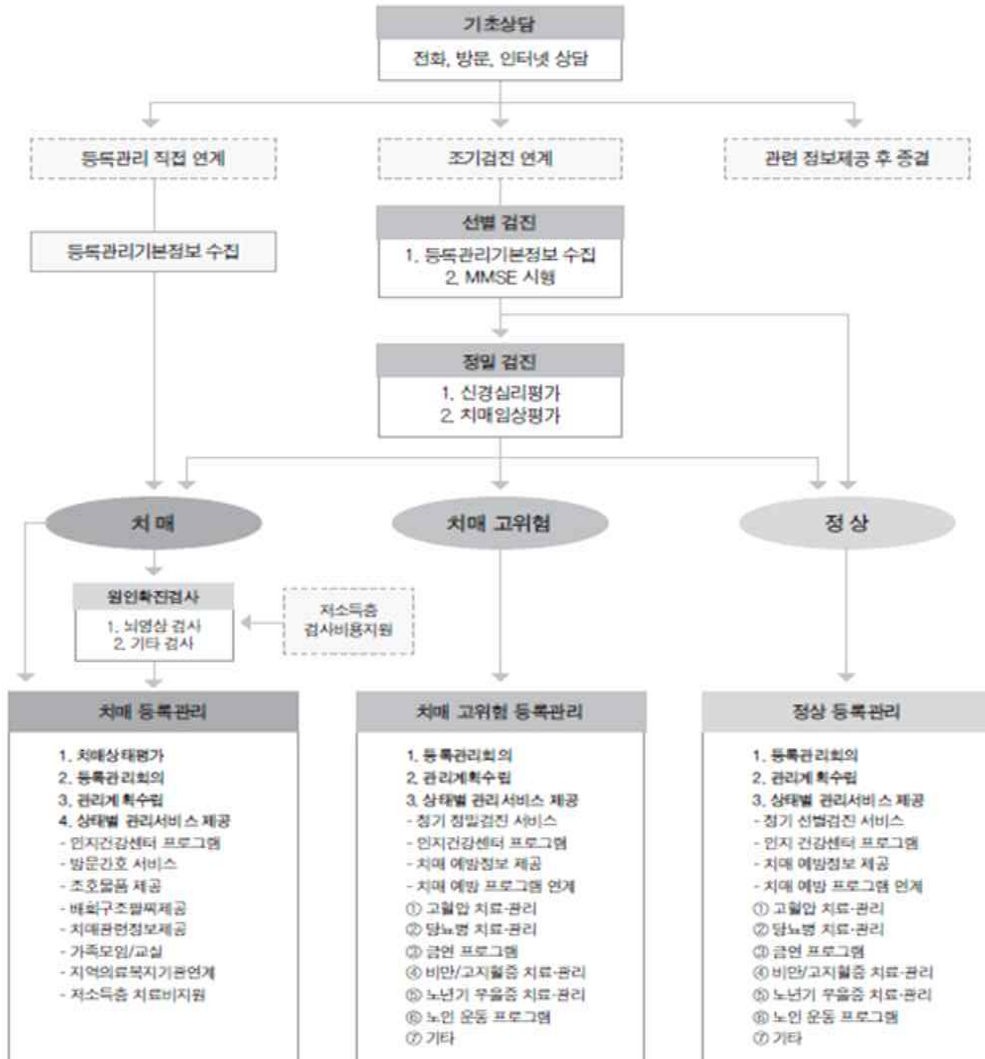 기초상담
전화, 방문, 인터넷 상담
등록관리 직접 연계
조기검진 연계
관련 정보제공 후 종결
등록관리기본정보 수집
선별 검진
1. 등록관리기본정보 수집
2. MMSE 시행
정밀 검진
1. 신경심리평가
2. 치매임상평가
치 매
치매 고위험
정 상
원인확진검사
1. 뇌영상 검사
2. 기타 검사
저소득층
검사비용지원
치매 등록관리
1. 치매상태평가
2. 등록관리회의
3. 관리계획수립
4. 상태별 관리서비스 제공
- 인지건강센터 프로그램
- 방문간호 서비스
- 조호물품 제공
- 배회구조팔찌제공
- 치매관련정보제공
- 가족모임/교실
- 지역의료복지기관연계
- 저소득층 치료비지원
치매 고위험 등록관리
1. 등록관리회의
2. 관리계획수립
3. 상태별 관리서비스 제공
- 정기 정밀검진 서비스
- 인지건강센터 프로그램
- 치매 예방정보 제공
- 치매 예방 프로그램 연계
① 고혈압 치료·관리
② 당뇨병 치료·관리
③ 금연 프로그램
④ 비만/고지혈증 치료·관리
⑤ 노년기 우울증 치료·관리
⑥ 노인 운동 프로그램
⑦ 기타
정상 등록관리
1. 등록관리회의
2. 관리계획수립
3. 상태별 관리서비스 제공
- 정기 선별검진 서비스
- 인지 건강센터 프로그램
- 치매 예방정보 제공
- 치매 예방 프로그램 연계
① 고혈압 치료·관리
② 당뇨병 치료·관리
③ 금연 프로그램
④ 비만/고지혈증 치료·관리
⑤ 노년기 우울증 치료·관리
⑥ 노인 운동 프로그램
⑦ 기타